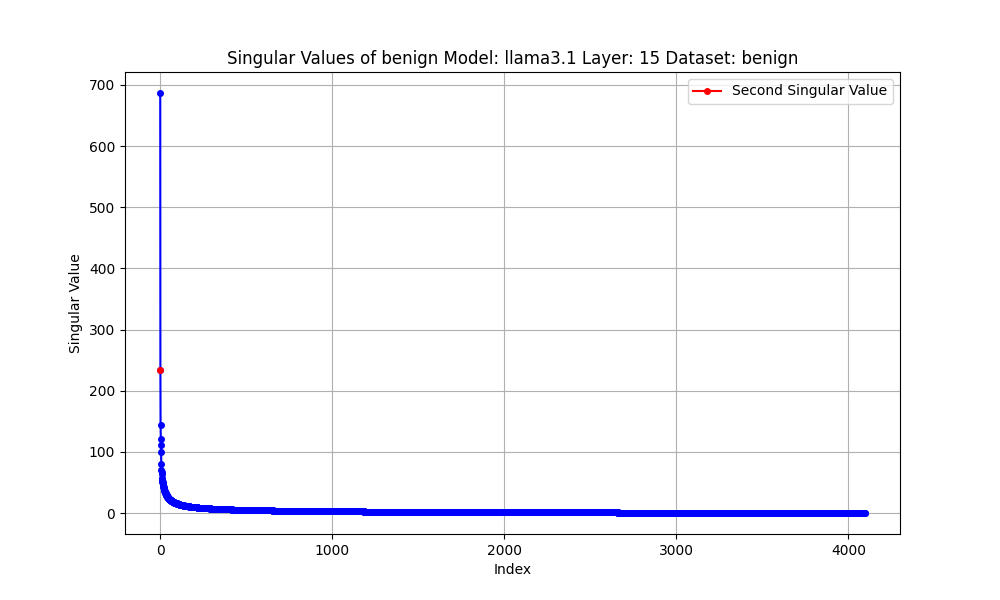 Singular Values of benign Model: llama3.1 Layer: 15 Dataset: benign
Second Singular Value
700
600
500
400
300
200
100
0
Singular Value
0 1000 2000 3000 4000
Index